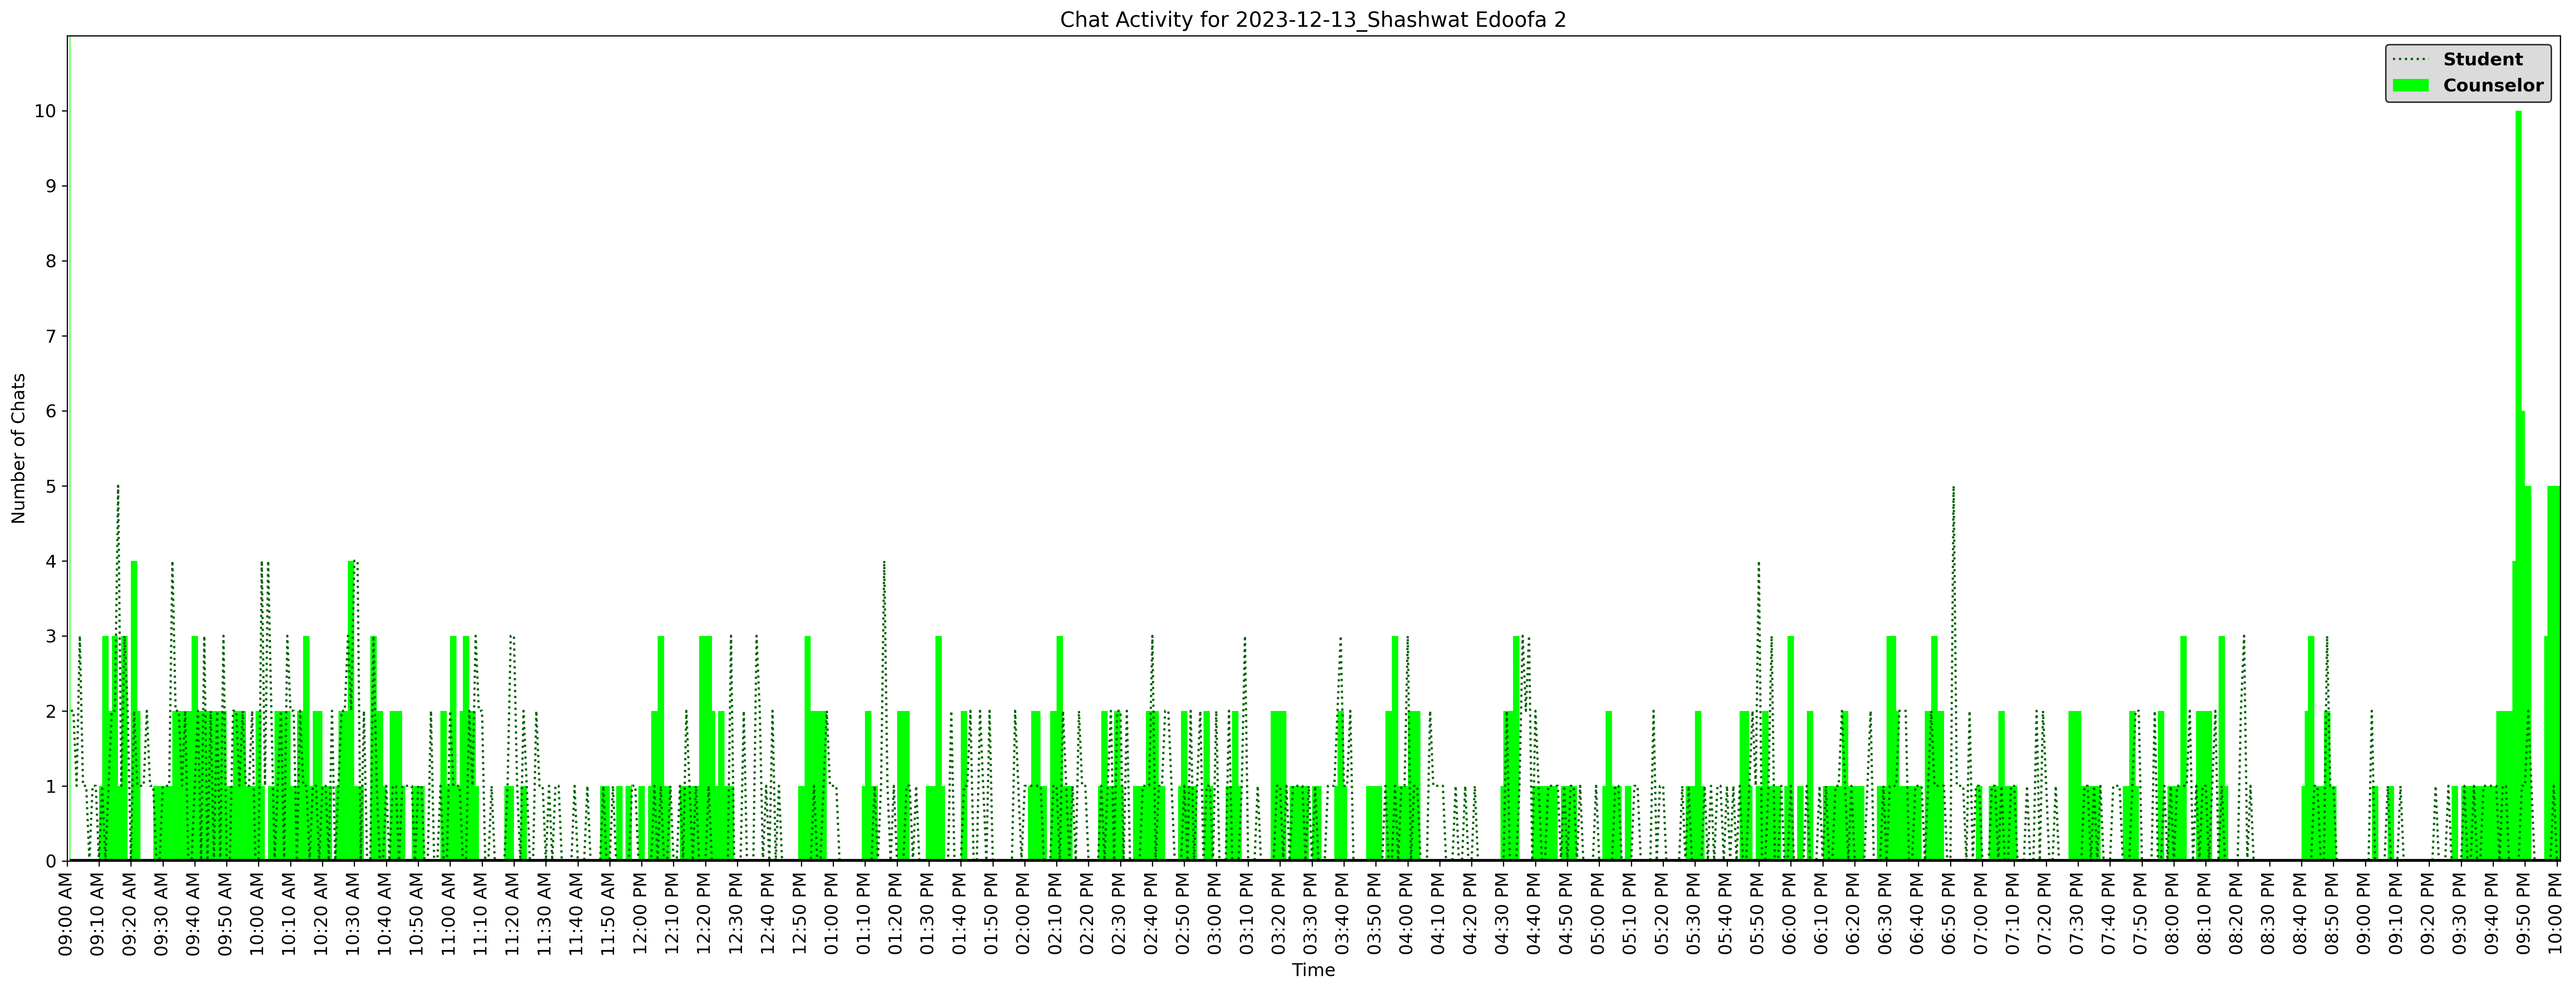 Chat Activity for 2023-12-13_Shashwat Edoofa 2
Student
Counselor
10
9
8
7
6
5
4
3
2
1
0
Number of Chats
09:00 AM
09:10 AM
09:20 AM
09:30 AM
09:40 AM
09:50 AM
10:00 AM
10:10 AM
10:20 AM
10:30 AM
10:40 AM
10:50 AM
11:00 AM
11:10 AM
11:20 AM
11:30 AM
11:40 AM
11:50 AM
12:00 PM
12:10 PM
12:20 PM
12:30 PM
12:40 PM
12:50 PM
01:00 PM
01:10 PM
01:20 PM
01:30 PM
01:40 PM
01:50 PM
02:00 PM
02:10 PM
02:20 PM
02:30 PM
02:40 PM
02:50 PM
03:00 PM
03:10 PM
03:20 PM
03:30 PM
03:40 PM
03:50 PM
04:00 PM
04:10 PM
04:20 PM
04:30 PM
04:40 PM
04:50 PM
05:00 PM
05:10 PM
05:20 PM
05:30 PM
05:40 PM
05:50 PM
06:00 PM
06:10 PM
06:20 PM
06:30 PM
06:40 PM
06:50 PM
07:00 PM
07:10 PM
07:20 PM
07:30 PM
07:40 PM
07:50 PM
08:00 PM
08:10 PM
08:20 PM
08:30 PM
08:40 PM
08:50 PM
09:00 PM
09:10 PM
09:20 PM
09:30 PM
09:40 PM
09:50 PM
10:00 PM
Time